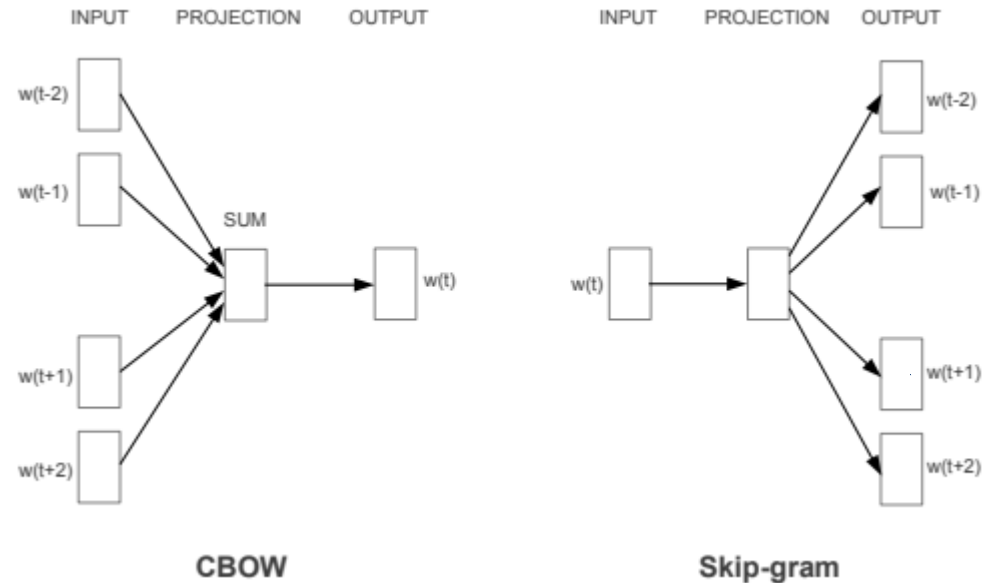 INPUT PROJECTION OUTPUT
w(t-2)
w(t-1)
SUM
w(t)
w(t+1)
w(t+2)
CBOW
INPUT PROJECTION OUTPUT
w(t-2)
w(t-1)
w(t)
w(t+1)
w(t+2)
Skip-gram